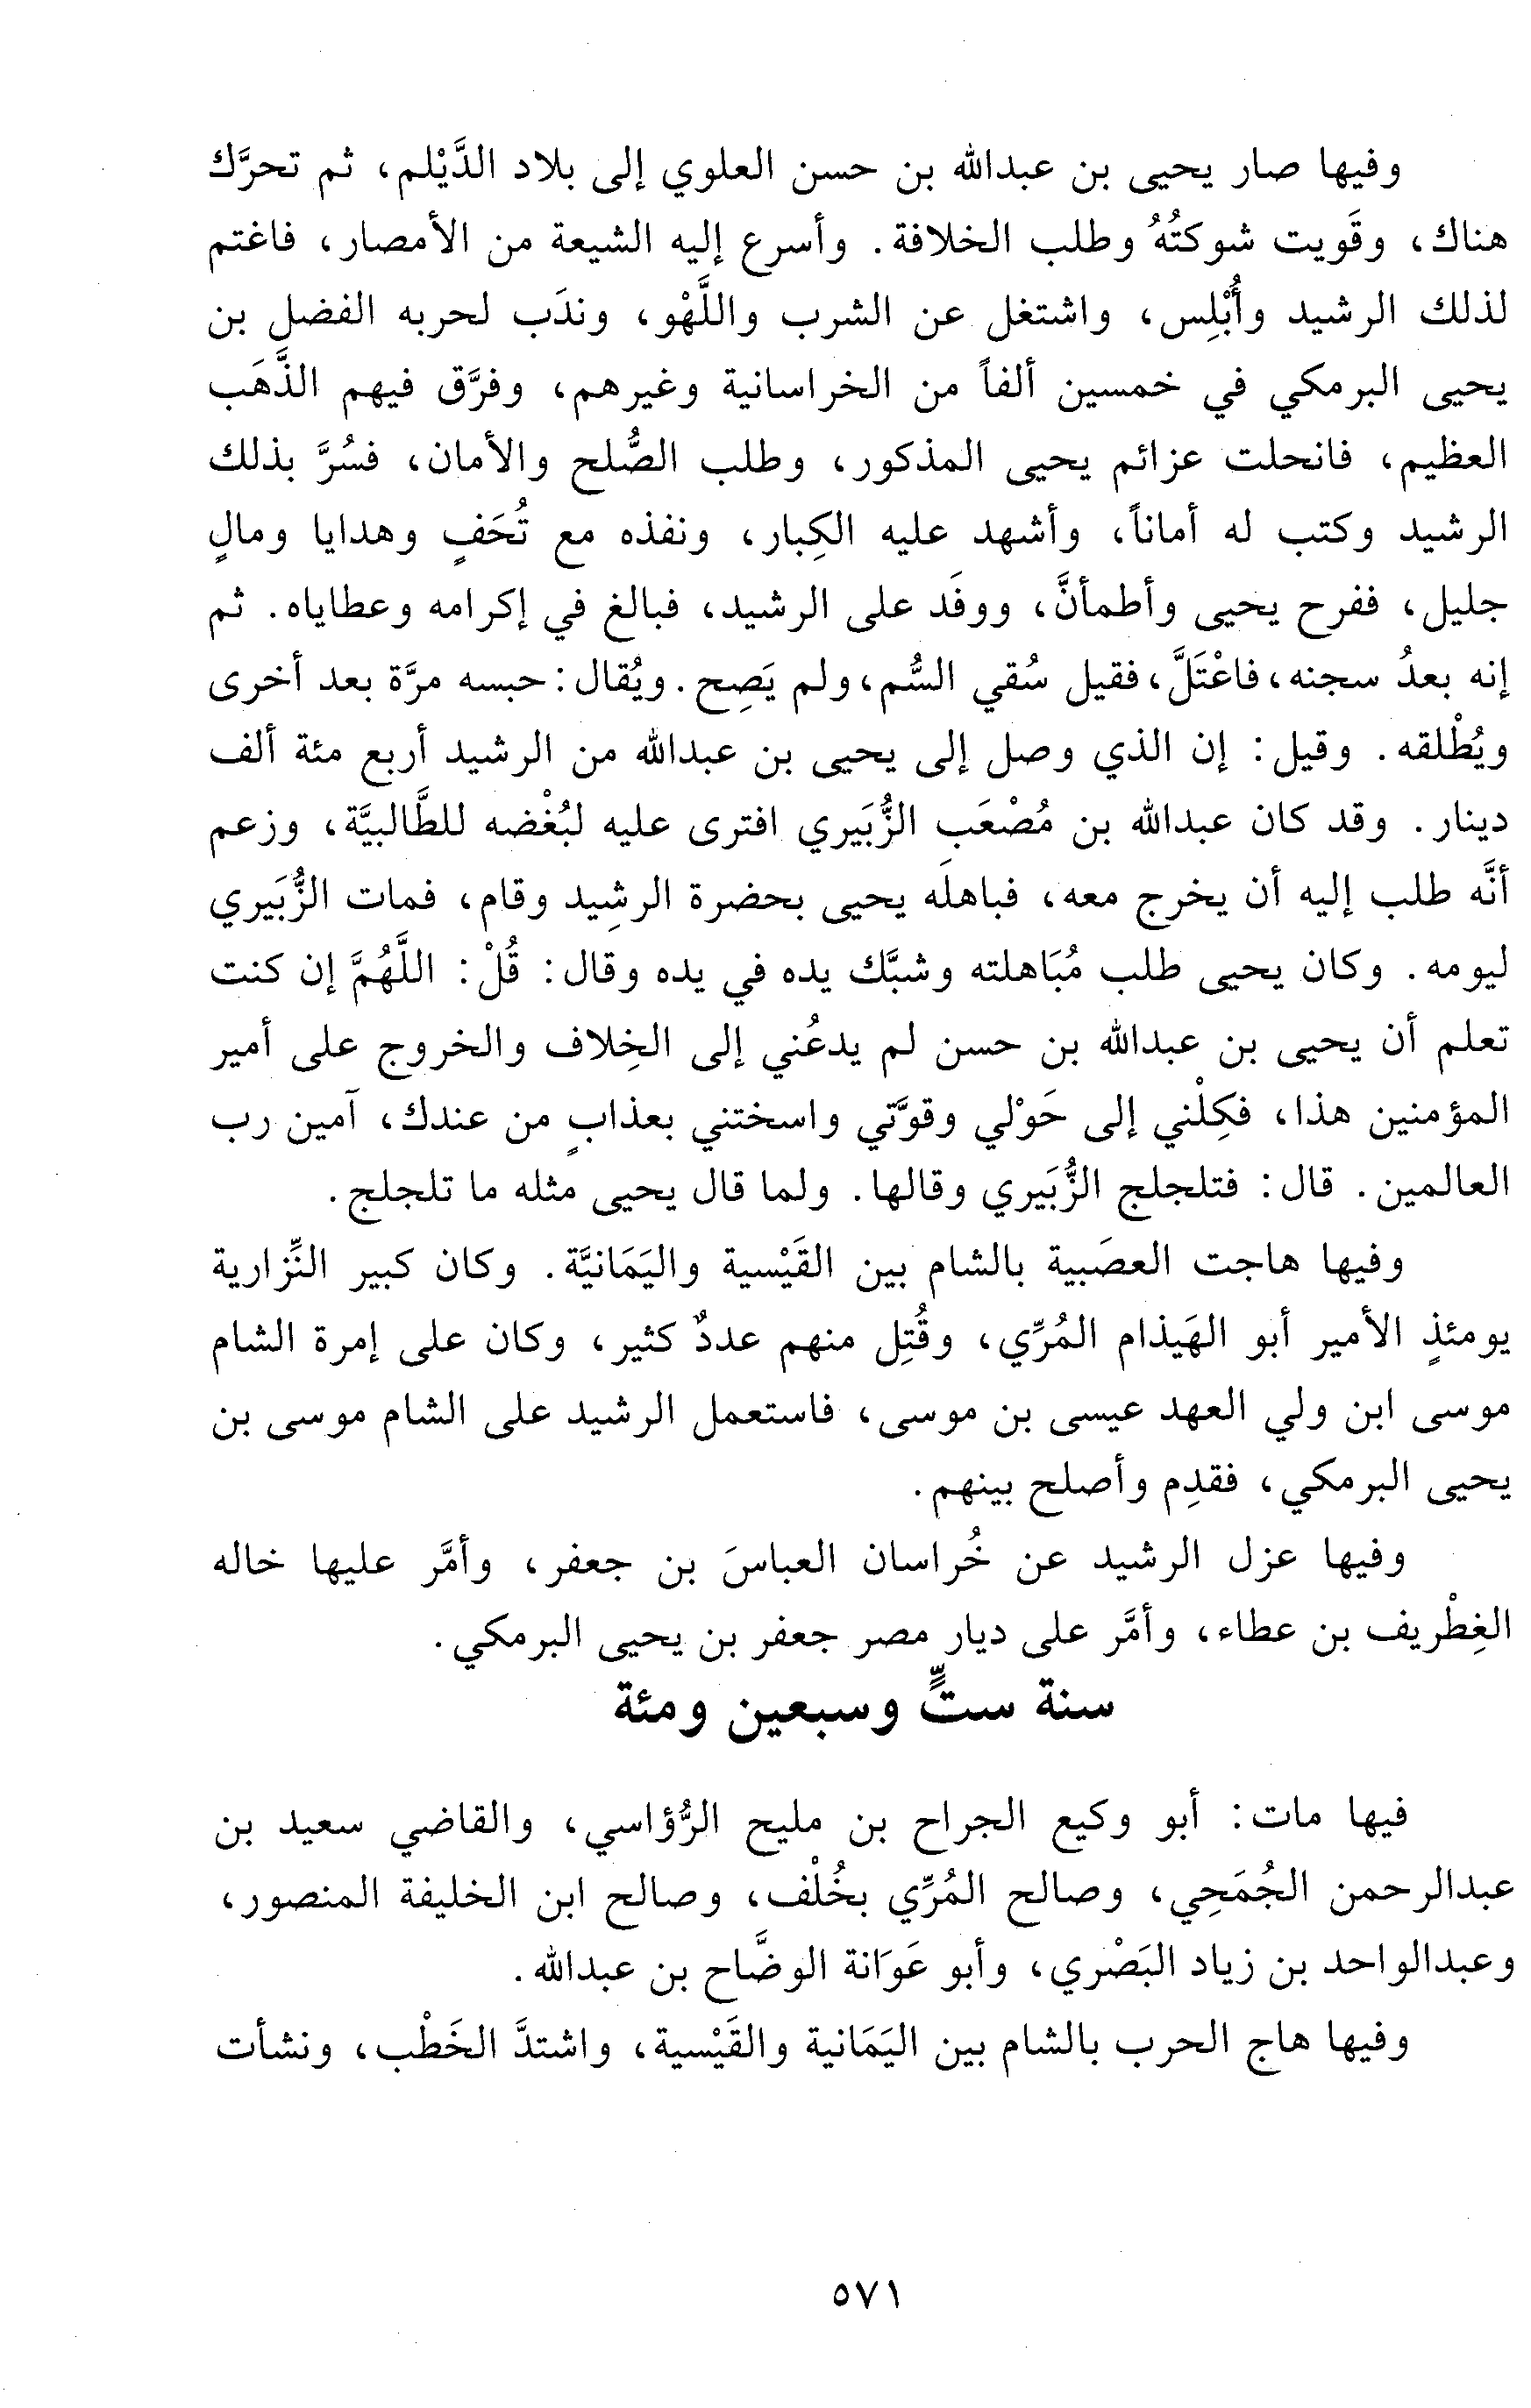 وفيها صار يحيى بن عبدالله بن حسن العلوي إلى بلاد الدَّيْلم، ثم تحرَّك
هناك، وقَويت شوكتُهُ وطلب الخلافة. وأسرع إليه الشيعة من الأمصار، فاغتم
لذلك الرشيد وأُبْلِس، واشتغل عن الشرب واللَّهْو، وندَب لحربه الفضل بن
يحيى البرمكي في خمسين ألفاً من الخراسانية وغيرهم، وفرَّق فيهم الذَّهَب
العظيم، فانحلت عزائم يحيى المذكور، وطلب الصُّلح والأمان، فسُرَّ بذلك
الرشيد وكتب له أماناً، وأشهد عليه الكِبار، ونفذه مع تُحَفٍ وهدايا ومالٍ
جليل، ففرح يحيى وأطمأنَّ، ووفَد على الرشيد، فبالغ في إكرامه وعطاياه. ثم
إنه بعدُ سجنه، فاعْتَلَّ، فقيل سُقي السُّم، ولم يَصِح. ويُقال: حبسه مرَّة بعد أخرى
ويُطْلقه. وقيل: إن الذي وصل إلى يحيى بن عبدالله من الرشيد أربع مئة ألف
دينار. وقد كان عبدالله بن مُصْعَب الزُّبَيري افترى عليه لبُغْضه للطَّالبيَّة، وزعم
أنَّه طلب إليه أن يخرج معه، فباهلَه يحيى بحضرة الرشِيد وقام، فمات الزُّبَيري
ليومه. وكان يحيى طلب مُبَاهلته وشبَّك يده في يده وقال: قُلْ: اللَّهُمَّ إن كنت
تعلم أن يحيى بن عبدالله بن حسن لم يدعُني إلى الخِلاف والخروج على أمير
المؤمنين هذا، فكِلْني إلى حَوْلي وقوَّتي واسختني بعذابٍ من عندك، آمين رب
العالمين. قال: فتلجلج الزُّبَيري وقالها. ولما قال يحيى مثله ما تلجلج.
وفيها هاجت العصَبية بالشام بين القَيْسية واليَمَانيَّة. وكان كبير النِّزارية
يومئذٍ الأمير أبو الهَيذام المُرِّي، وقُتِل منهم عددٌ كثير، وكان على إمرة الشام
موسى ابن ولي العهد عيسى بن موسى، فاستعمل الرشيد على الشام موسى بن
يحيى البرمكي، فقدِم وأصلح بينهم.
وفيها عزل الرشيد عن خُراسان العباسَ بن جعفر، وأمَّر عليها خاله
الغِطْريف بن عطاء، وأمَّر على ديار مصر جعفر بن يحيى البرمكي.
سنة ستٍّ وسبعين ومئة
فيها مات: أبو وكيع الجراح بن مليح الرُّؤاسي، والقاضي سعيد بن
عبدالرحمن الجُمَحِي، وصالح المُرِّي بخُلْف، وصالح ابن الخليفة المنصور،
وعبدالواحد بن زياد البَصْري، وأبو عَوَانة الوضَّاح بن عبدالله.
وفيها هاج الحرب بالشام بين اليَمَانية والقَيْسية، واشتدَّ الخَطْب، ونشأت
٥٧١